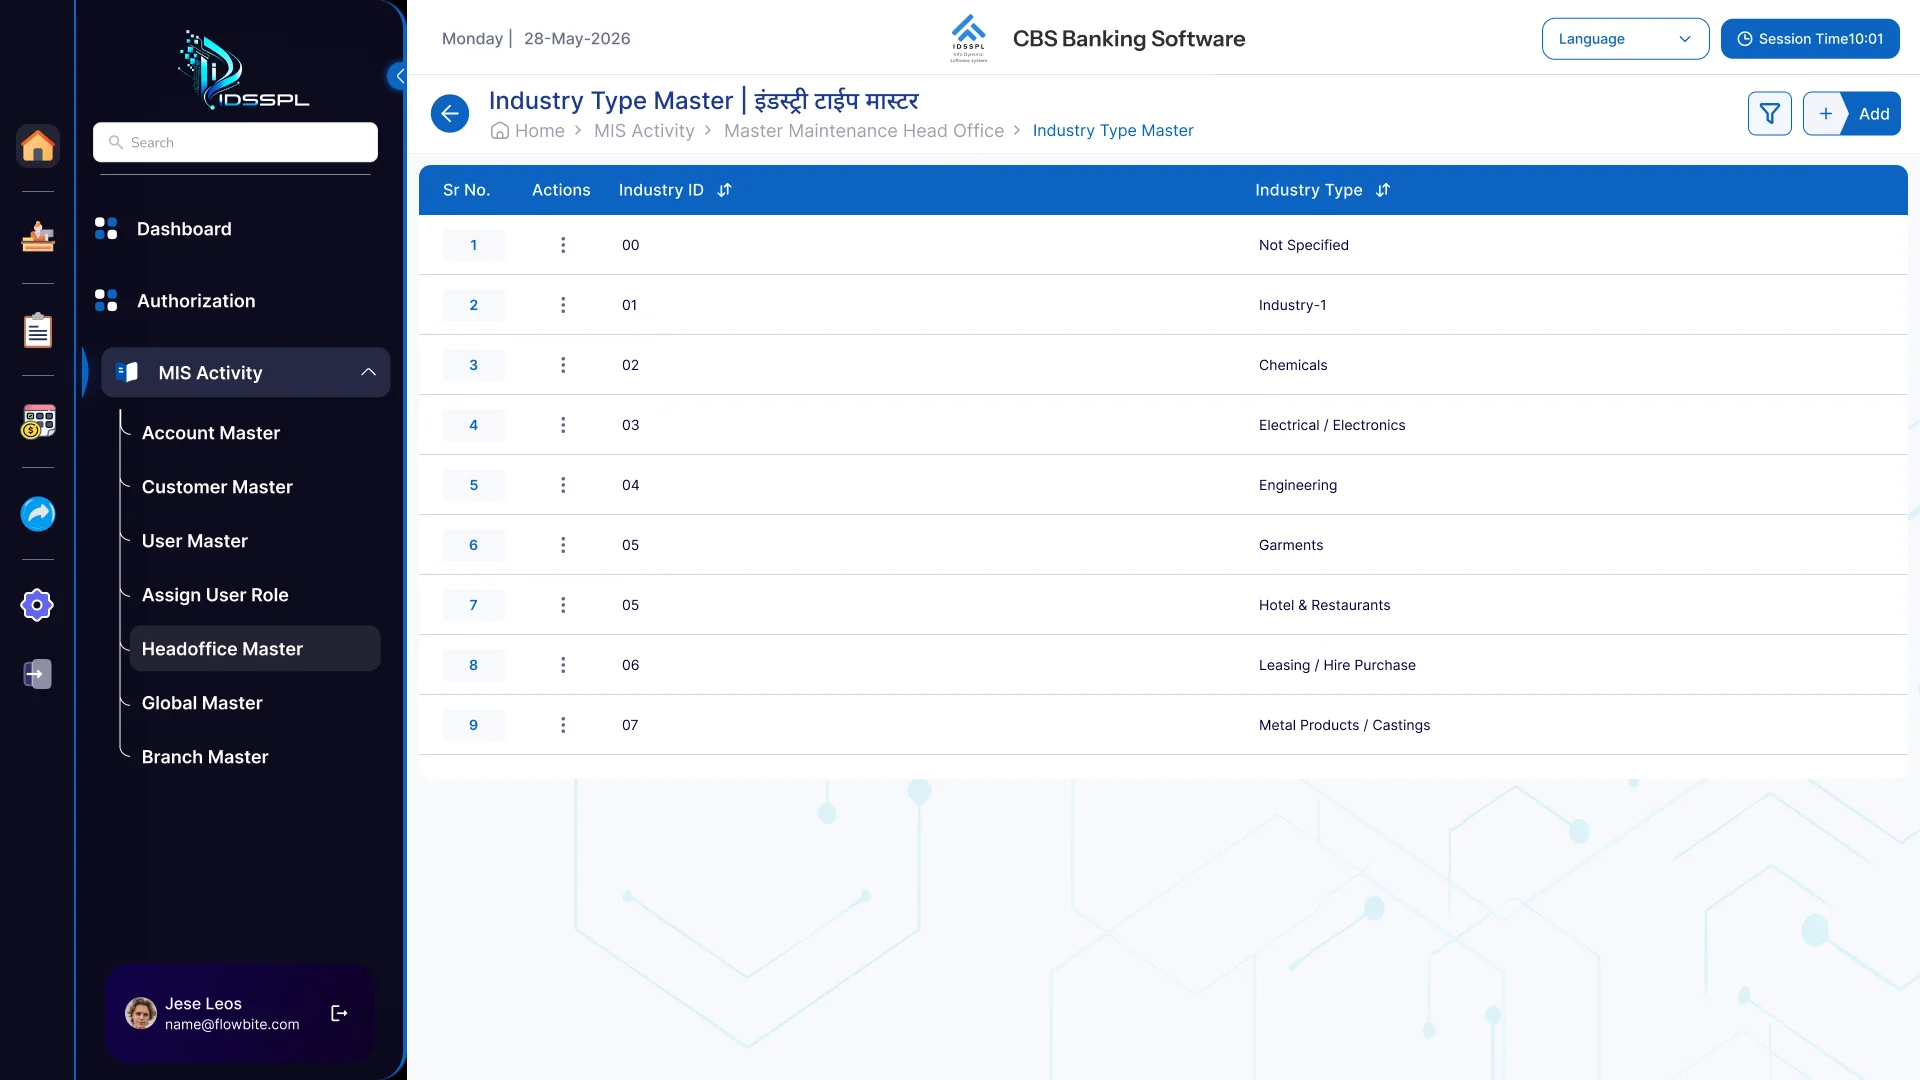 Monday | 28-May-2026
IDSSPL
CBS Banking Software
Language
Session Time10:01
IDSSPL
Search
Dashboard
Authorization
MIS Activity
Account Master
Customer Master
User Master
Assign User Role
Headoffice Master
Global Master
Branch Master
Jese Leos
name@flowbite.com
Industry Type Master | इंडस्ट्री टाईप मास्टर
Home > MIS Activity > Master Maintenance Head Office > Industry Type Master
+ Add
Sr No. Actions Industry ID Industry Type
1 00 Not Specified
2 01 Industry-1
3 02 Chemicals
4 03 Electrical / Electronics
5 04 Engineering
6 05 Garments
7 05 Hotel & Restaurants
8 06 Leasing / Hire Purchase
9 07 Metal Products / Castings